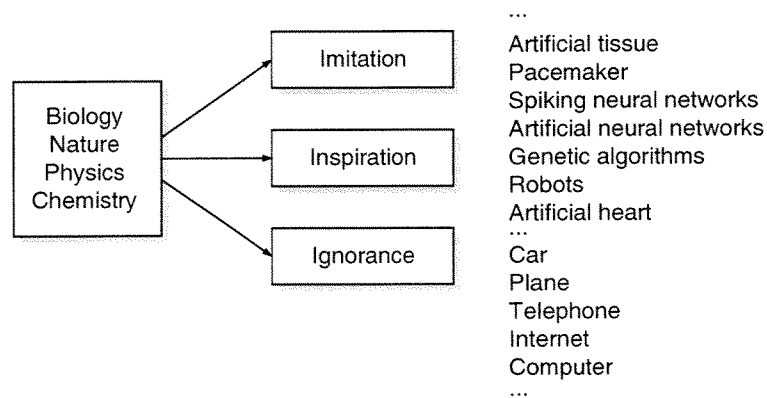 Biology
Nature
Physics
Chemistry
Imitation
Inspiration
Ignorance
...
Artificial tissue
Pacemaker
Spiking neural networks
Artificial neural networks
Genetic algorithms
Robots
Artificial heart
...
Car
Plane
Telephone
Internet
Computer
...